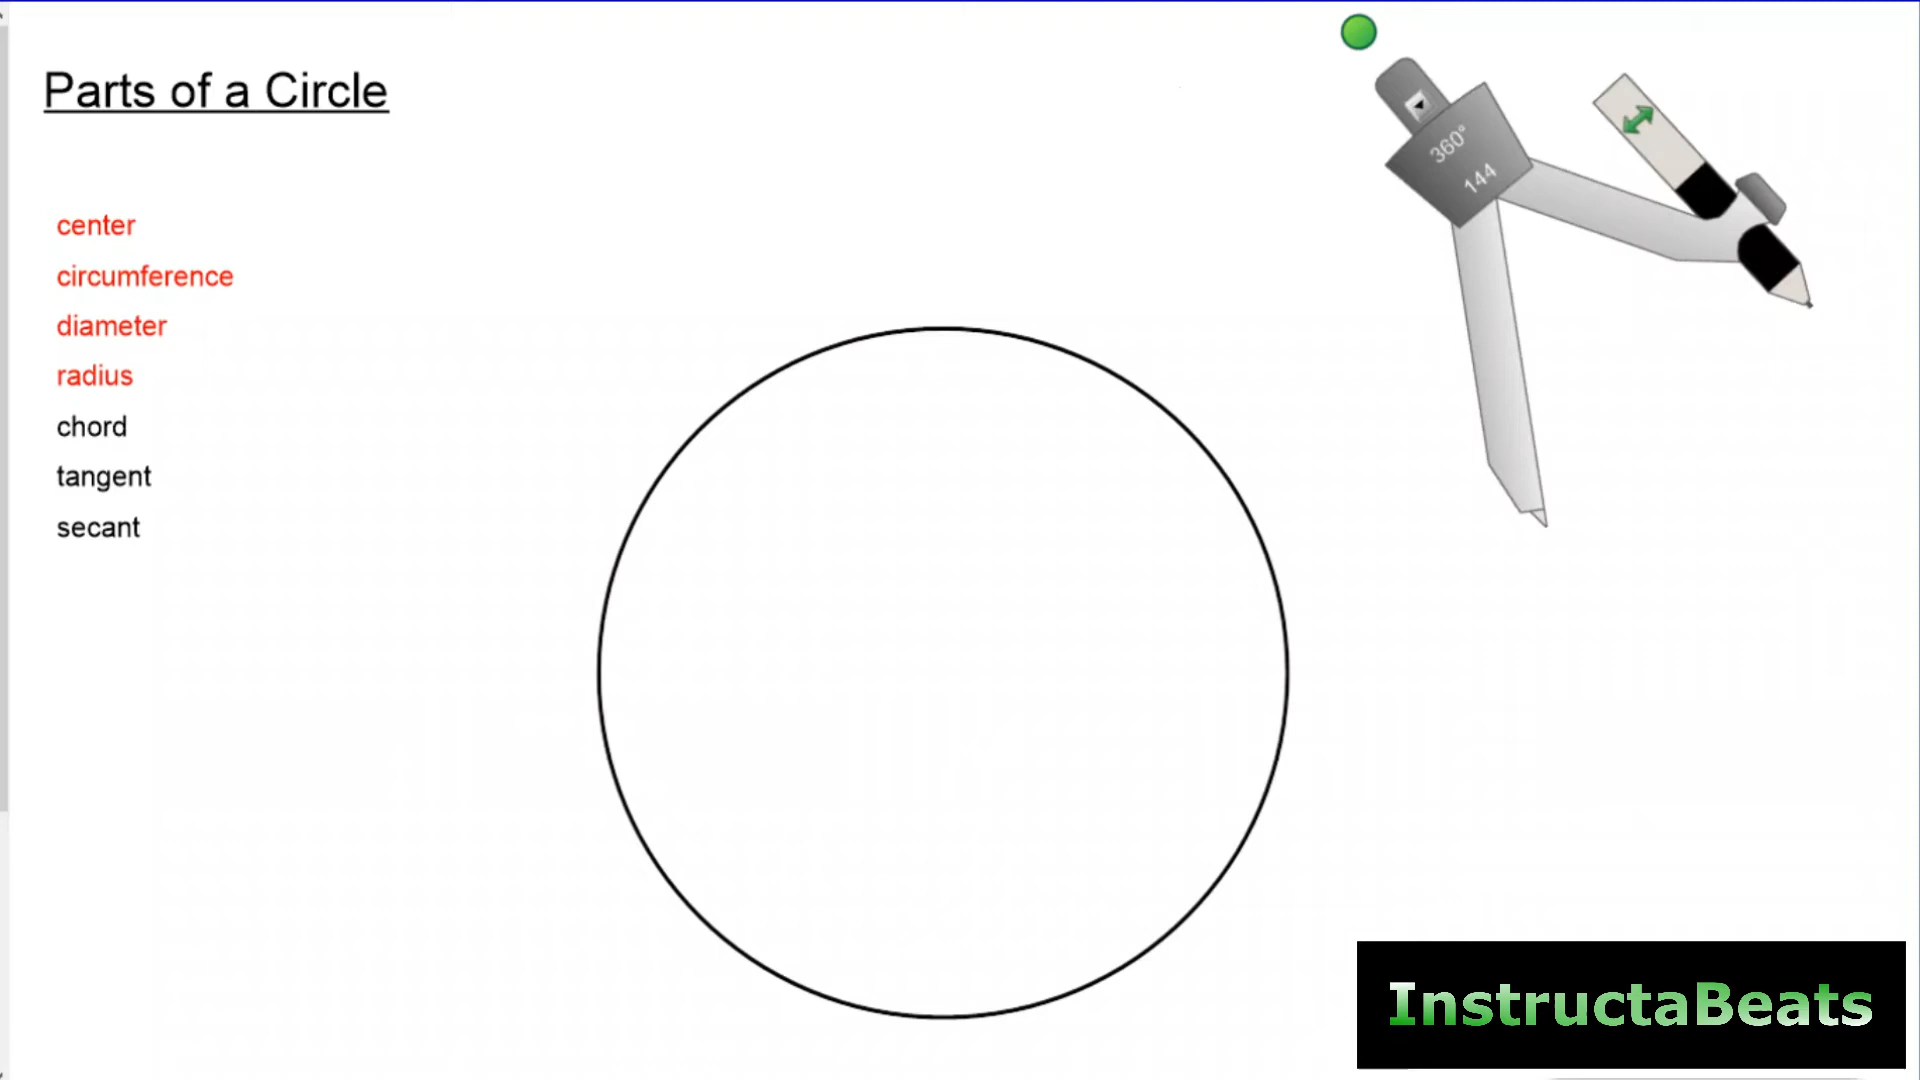 Parts of a Circle
360°
144
center
circumference
diameter
radius
chord
tangent
secant
InstructaBeats